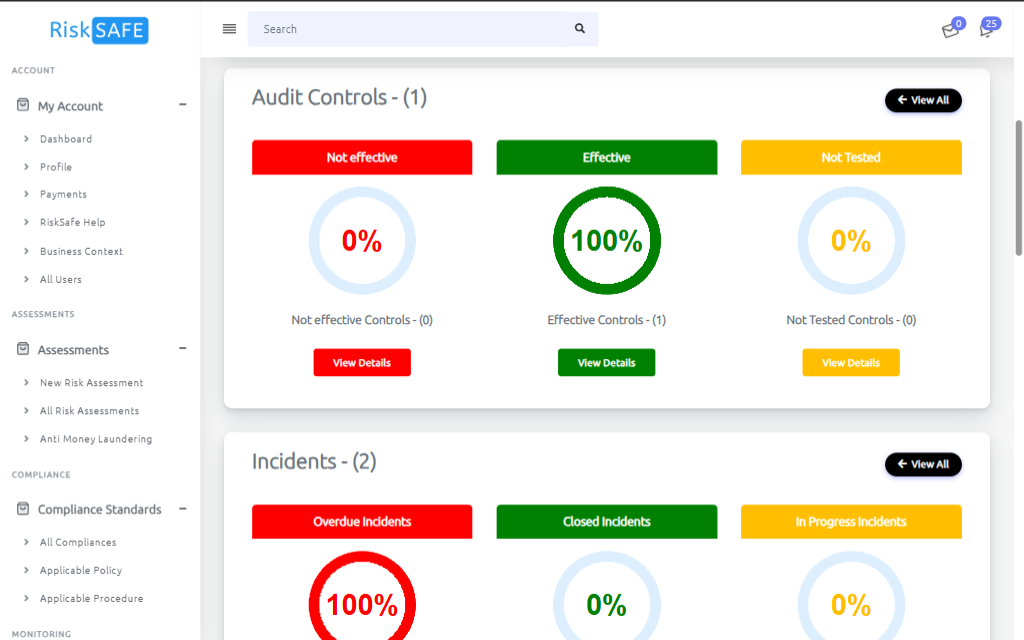 RiskSAFE
Search
0
25
ACCOUNT
My Account
Dashboard
Profile
Payments
RiskSafe Help
Business Context
All Users
ASSESSMENTS
Assessments
New Risk Assessment
All Risk Assessments
Anti Money Laundering
COMPLIANCE
Compliance Standards
All Compliances
Applicable Policy
Applicable Procedure
MONITORING
Audit Controls - (1)
View All
Not effective
Effective
Not Tested
0%
100%
0%
Not effective Controls - (0)
Effective Controls - (1)
Not Tested Controls - (0)
View Details
View Details
View Details
Incidents - (2)
View All
Overdue Incidents
Closed Incidents
In Progress Incidents
100%
0%
0%